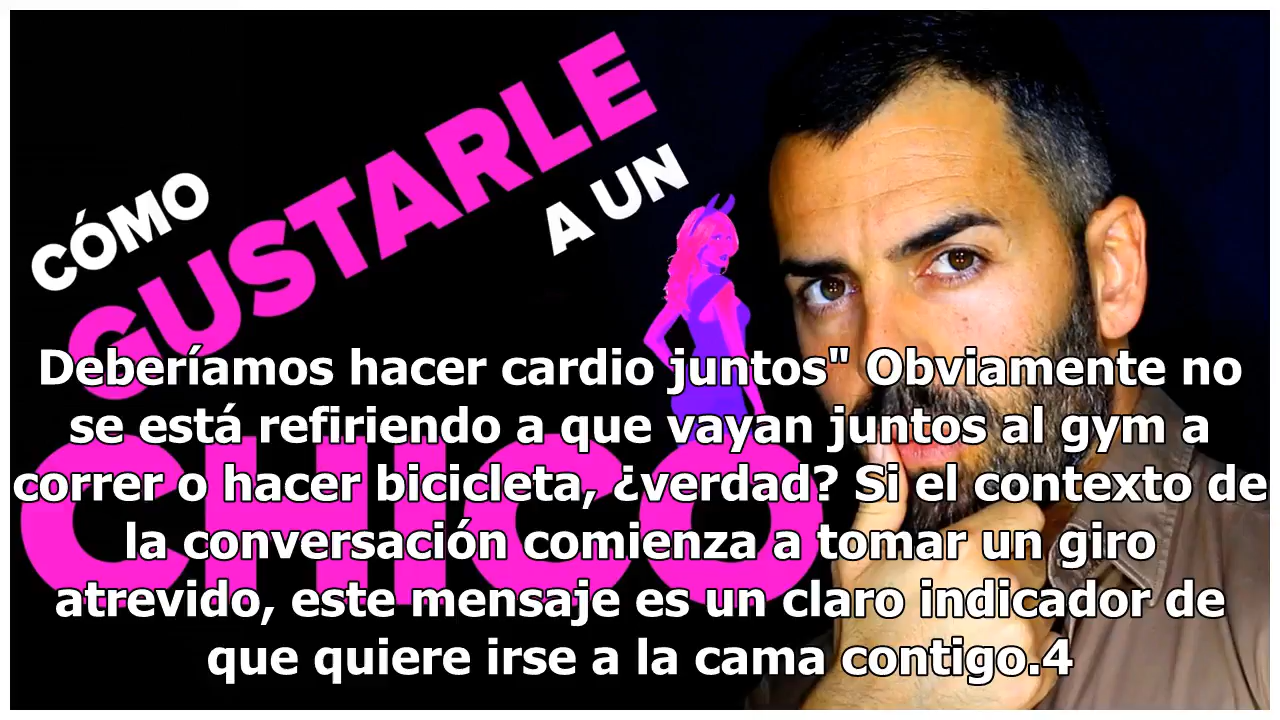 CÓMO
GUSTARLE
A UN
CHICO
Deberíamos hacer cardio juntos" Obviamente no
se está refiriendo a que vayan juntos al gym a
correr o hacer bicicleta, ¿verdad? Si el contexto de
la conversación comienza a tomar un giro
atrevido, este mensaje es un claro indicador de
que quiere irse a la cama contigo.4